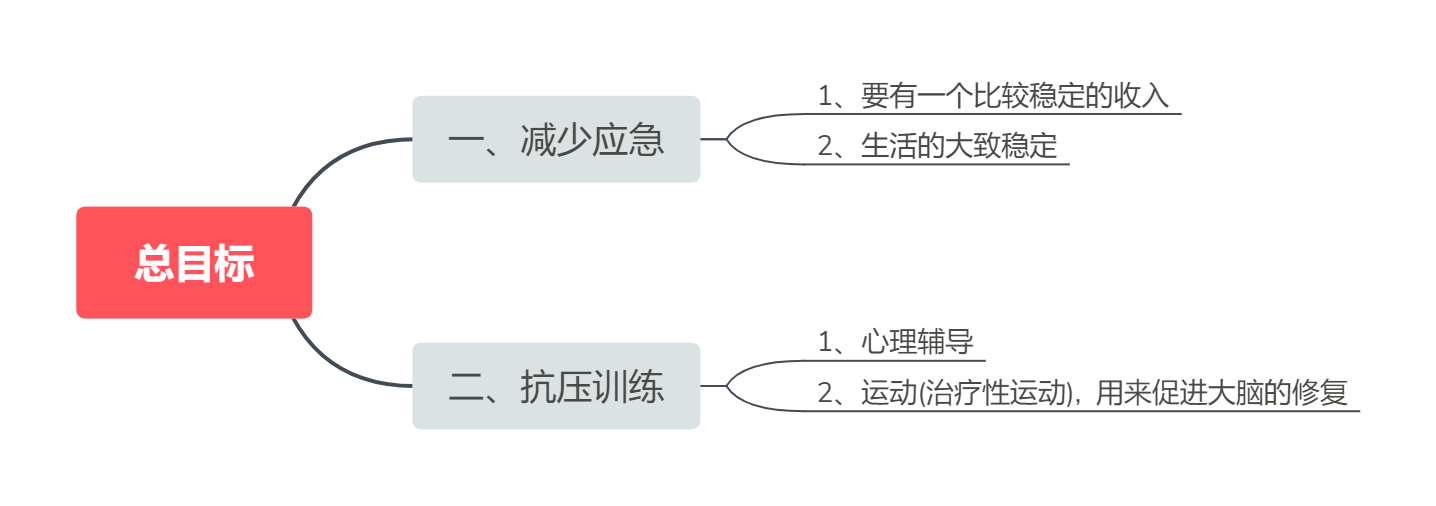 总目标
一、减少应急
1、要有一个比较稳定的收入
2、生活的大致稳定
二、抗压训练
1、心理辅导
2、运动(治疗性运动)，用来促进大脑的修复